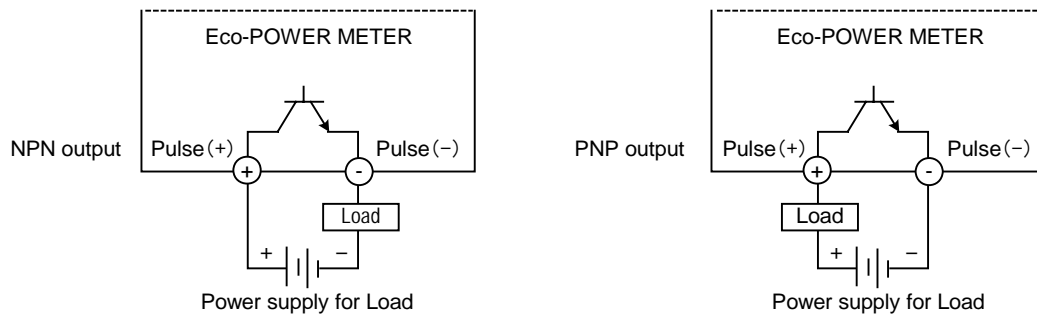 Eco-POWER METER
NPN output
Pulse(+)
Pulse(−)
+
-
Load
+
−
Power supply for Load
Eco-POWER METER
PNP output
Pulse(+)
Pulse(−)
+
-
Load
+
−
Power supply for Load